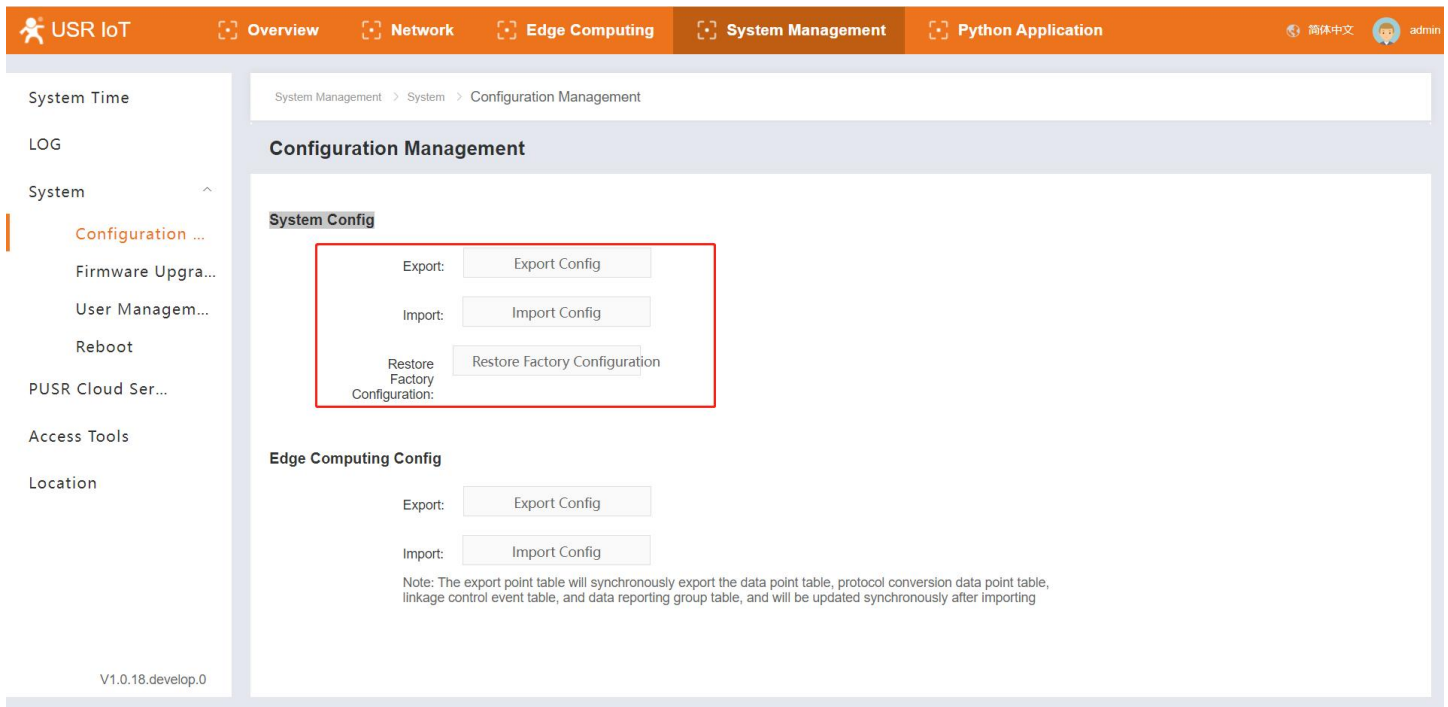 USR IoT
Overview
Network
Edge Computing
System Management
Python Application
简体中文
admin
System Time
LOG
System
Configuration ...
Firmware Upgra...
User Managem...
Reboot
PUSR Cloud Ser...
Access Tools
Location
V1.0.18.develop.0
System Management > System > Configuration Management
Configuration Management
System Config
Export: Export Config
Import: Import Config
Restore Factory Configuration
Restore
Factory
Configuration:
Edge Computing Config
Export: Export Config
Import: Import Config
Note: The export point table will synchronously export the data point table, protocol conversion data point table,
linkage control event table, and data reporting group table, and will be updated synchronously after importing